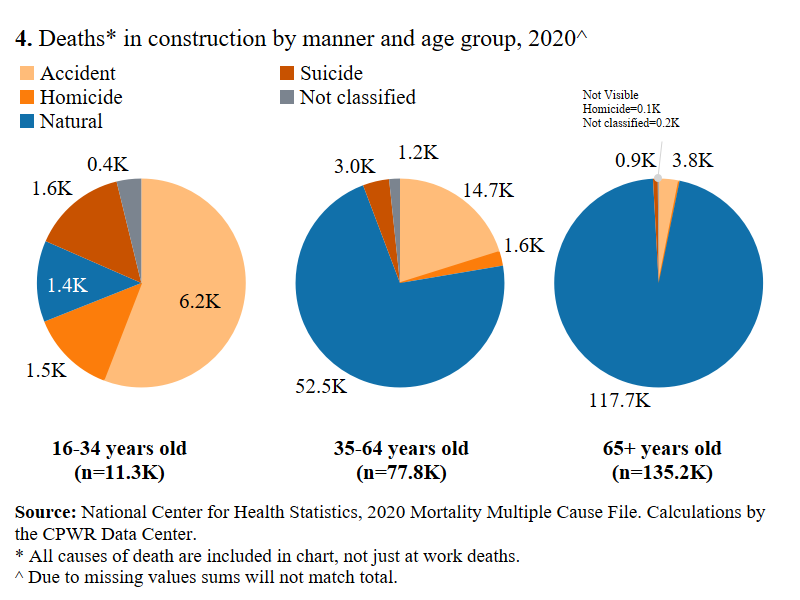 4. Deaths* in construction by manner and age group, 2020^
Accident
Suicide
Homicide
Not classified
Natural
Not Visible
Homicide=0.1K
Not classified=0.2K
0.4K
1.6K
1.4K
6.2K
1.5K
1.2K
3.0K
14.7K
1.6K
52.5K
0.9K
3.8K
117.7K
16-34 years old
(n=11.3K)
35-64 years old
(n=77.8K)
65+ years old
(n=135.2K)
Source: National Center for Health Statistics, 2020 Mortality Multiple Cause File. Calculations by
the CPWR Data Center.
* All causes of death are included in chart, not just at work deaths.
^ Due to missing values sums will not match total.